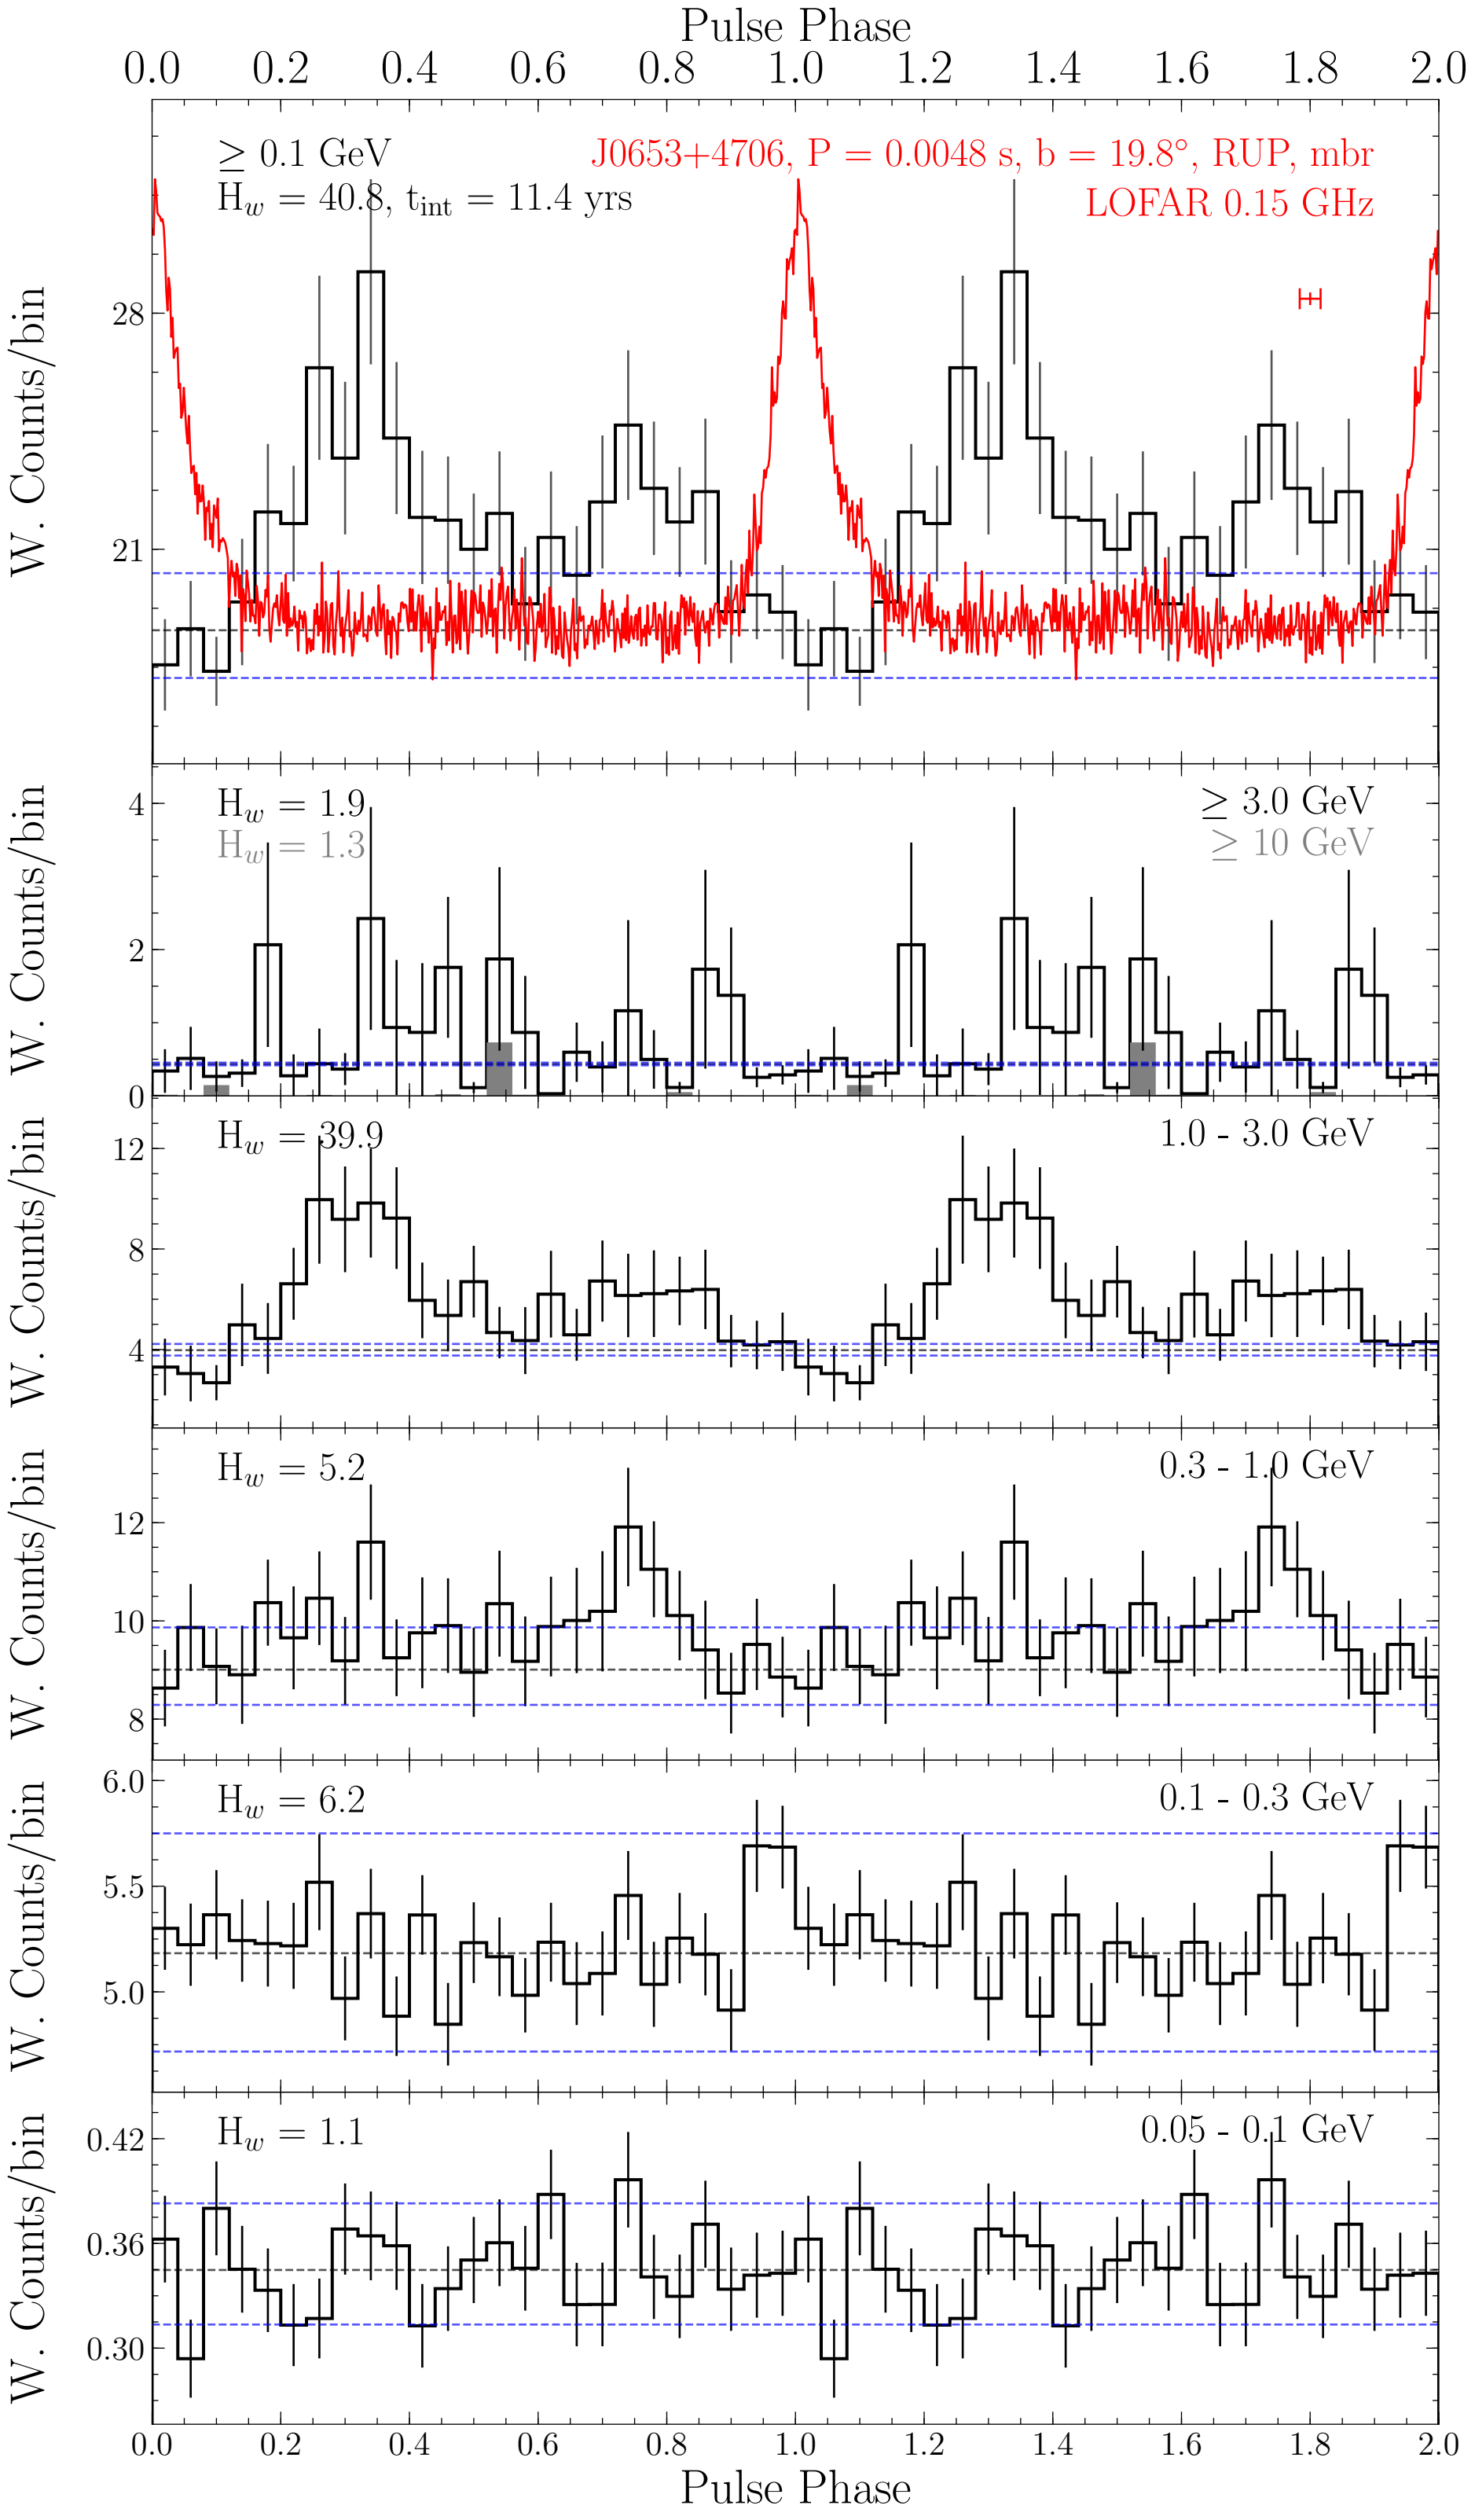 Pulse Phase
0.0 0.2 0.4 0.6 0.8 1.0 1.2 1.4 1.6 1.8 2.0
≥ 0.1 GeV
J0653+4706, P = 0.0048 s, b = 19.8°, RUP, mbr
H_w = 40.8, t_int = 11.4 yrs
LOFAR 0.15 GHz
28
21
W. Counts/bin
H_w = 1.9
≥ 3.0 GeV
H_w = 1.3
≥ 10 GeV
4
2
0
W. Counts/bin
H_w = 39.9
1.0 - 3.0 GeV
12
8
4
W. Counts/bin
H_w = 5.2
0.3 - 1.0 GeV
12
10
8
W. Counts/bin
H_w = 6.2
0.1 - 0.3 GeV
6.0
5.5
5.0
W. Counts/bin
H_w = 1.1
0.05 - 0.1 GeV
0.42
0.36
0.30
W. Counts/bin
0.0 0.2 0.4 0.6 0.8 1.0 1.2 1.4 1.6 1.8 2.0
Pulse Phase